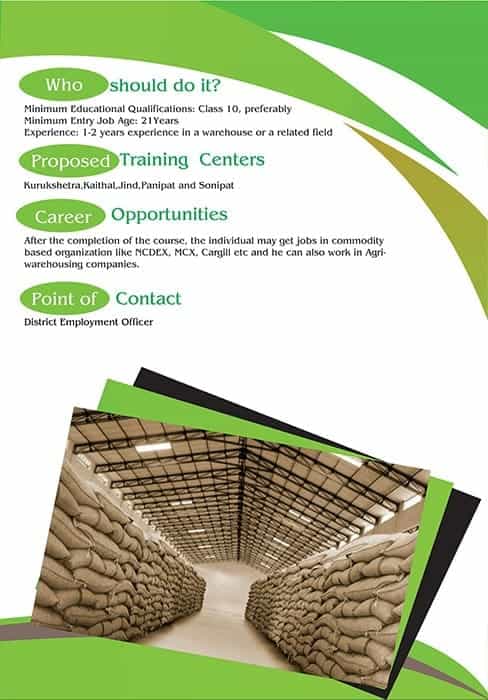 Who should do it?
Minimum Educational Qualifications: Class 10, preferably
Minimum Entry Job Age: 21Years
Experience: 1-2 years experience in a warehouse or a related field
Proposed Training Centers
Kurukshetra,Kaithal,Jind,Panipat and Sonipat
Career Opportunities
After the completion of the course, the individual may get jobs in commodity
based organization like NCDEX, MCX, Cargill etc and he can also work in Agri-
warehousing companies.
Point of Contact
District Employment Officer